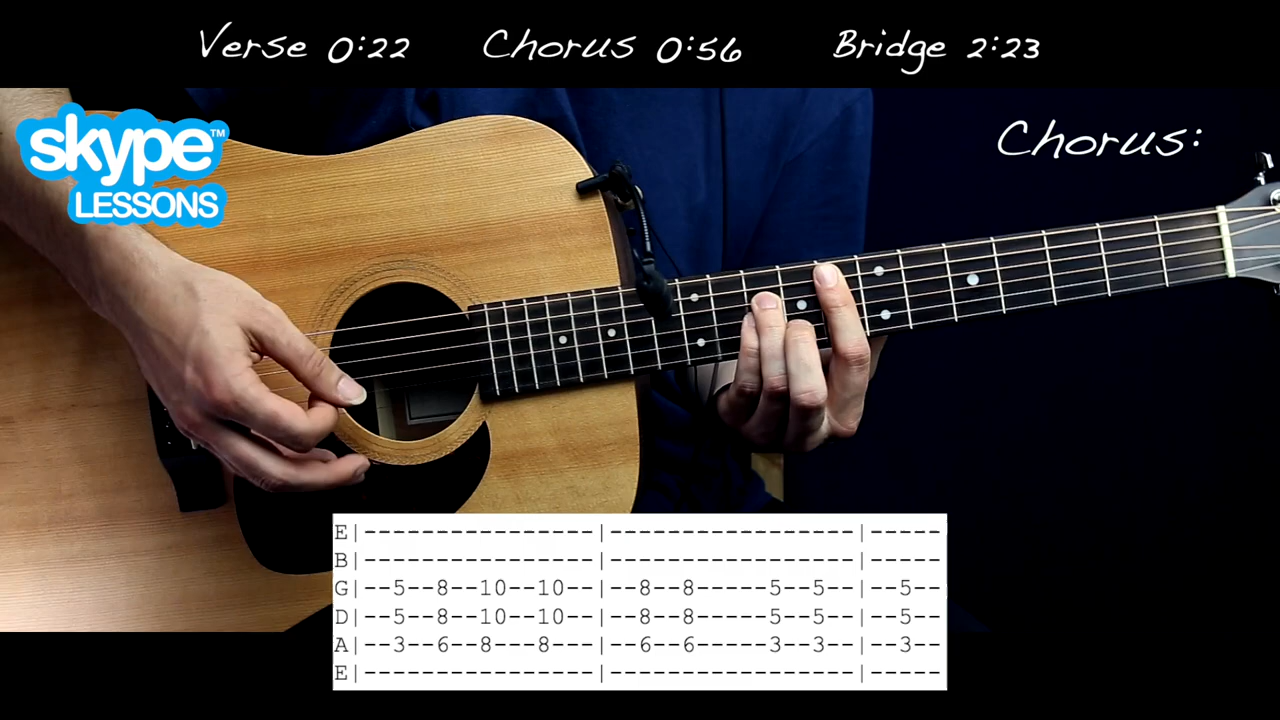 Verse 0:22 Chorus 0:56 Bridge 2:23
Chorus:
skype™
LESSONS
E|----------------|-----------------|-----
B|----------------|-----------------|-----
G|--5--8--10--10--|--8--8-----5--5--|--5--
D|--5--8--10--10--|--8--8-----5--5--|--5--
A|--3--6--8---8---|--6--6-----3--3--|--3--
E|----------------|-----------------|-----